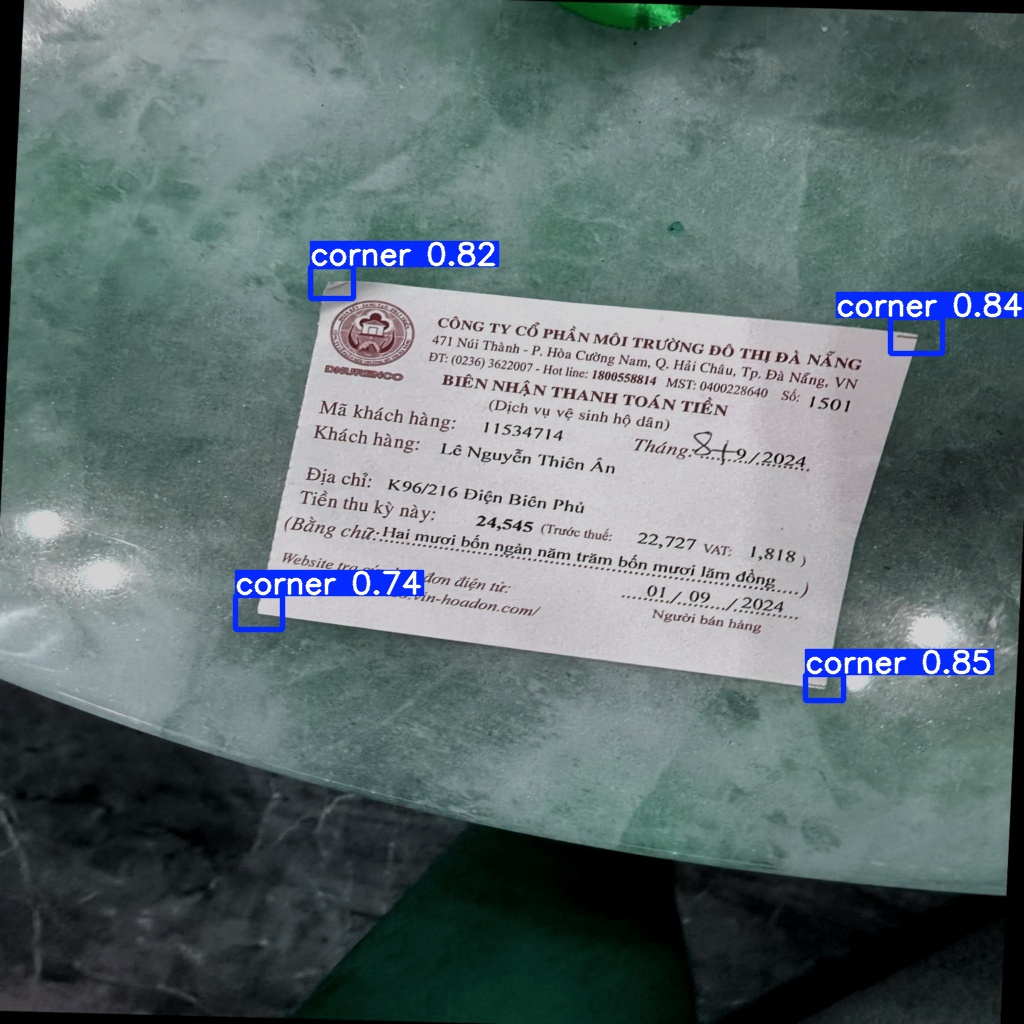 corner 0.82
corner 0.84
DHURENCO
CÔNG TY CỔ PHẦN MÔI TRƯỜNG ĐÔ THỊ ĐÀ NẴNG
471 Núi Thành - P. Hòa Cường Nam, Q. Hải Châu, Tp. Đà Nẵng, VN
ĐT: (0236) 3622007 - Hot line: 1800558814 MST: 0400228640 Số: 1501
BIÊN NHẬN THANH TOÁN TIỀN
(Dịch vụ vệ sinh hộ dân)
Mã khách hàng: 11534714
Tháng 8+9/2024
Khách hàng: Lê Nguyễn Thiên Ân
Địa chỉ: K96/216 Điện Biên Phủ
Tiền thu kỳ này: 24,545 (Trước thuế: 22,727 VAT: 1,818 )
(Bằng chữ: Hai mươi bốn ngàn năm trăm bốn mươi lăm đồng)
Website tra đơn điện tử:
vin-hoadon.com/
01 / 09 / 2024
Người bán hàng
corner 0.74
corner 0.85